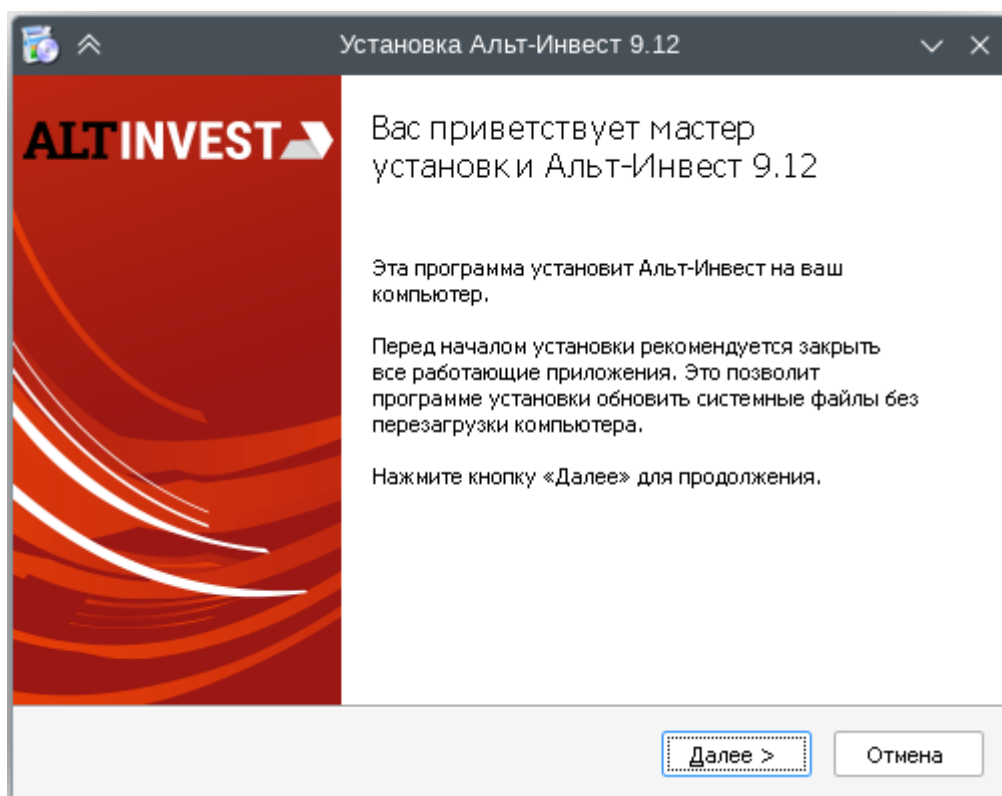 Установка Альт-Инвест 9.12
ALTINVEST
Вас приветствует мастер
установки Альт-Инвест 9.12
Эта программа установит Альт-Инвест на ваш
компьютер.
Перед началом установки рекомендуется закрыть
все работающие приложения. Это позволит
программе установки обновить системные файлы без
перезагрузки компьютера.
Нажмите кнопку «Далее» для продолжения.
Далее >
Отмена